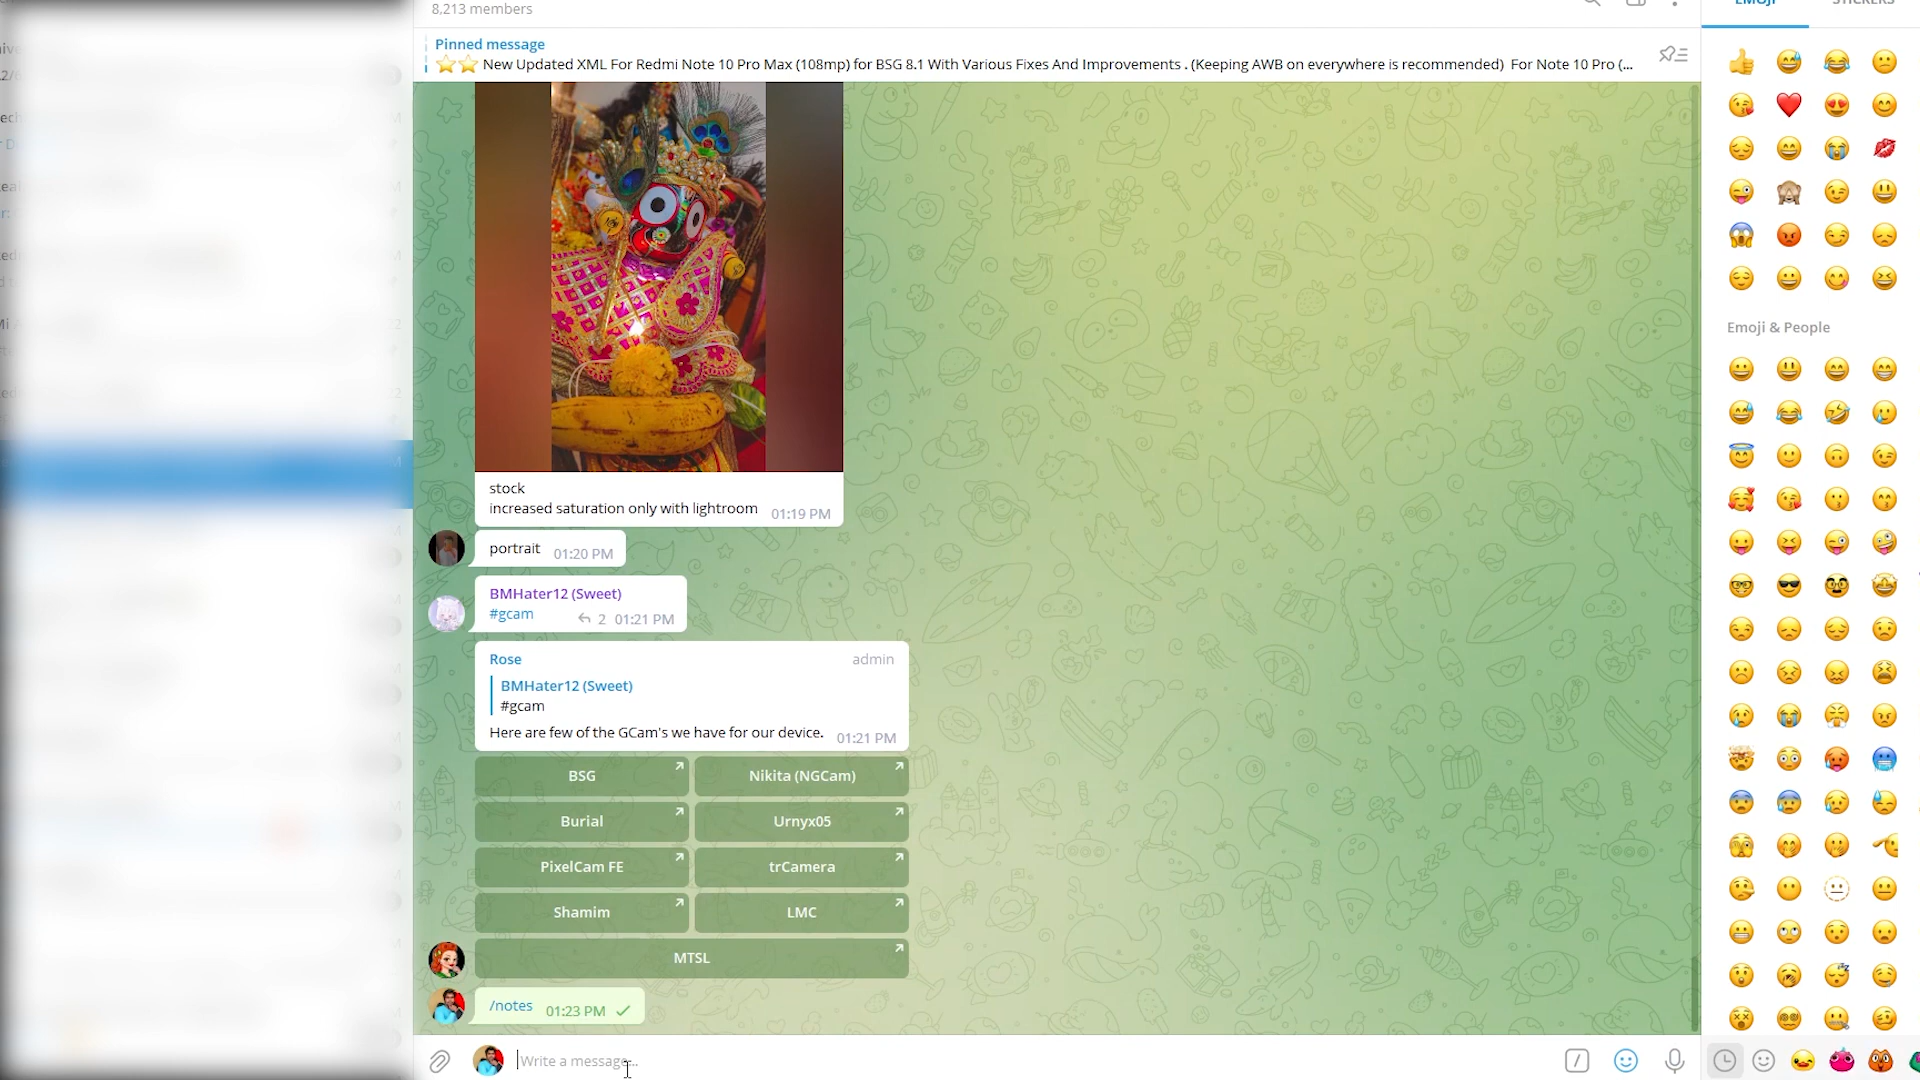 8,213 members
EMOJI STICKERS
Pinned message
⭐⭐ New Updated XML For Redmi Note 10 Pro Max (108mp) for BSG 8.1 With Various Fixes And Improvements . (Keeping AWB on everywhere is recommended) For Note 10 Pro (...
stock
increased saturation only with lightroom 01:19 PM
portrait 01:20 PM
BMHater12 (Sweet)
#gcam 2 01:21 PM
Rose admin
BMHater12 (Sweet)
#gcam
Here are few of the GCam's we have for our device. 01:21 PM
BSG Nikita (NGCam)
Burial Urnyx05
PixelCam FE trCamera
Shamim LMC
MTSL
/notes 01:23 PM
Write a message...
Emoji & People